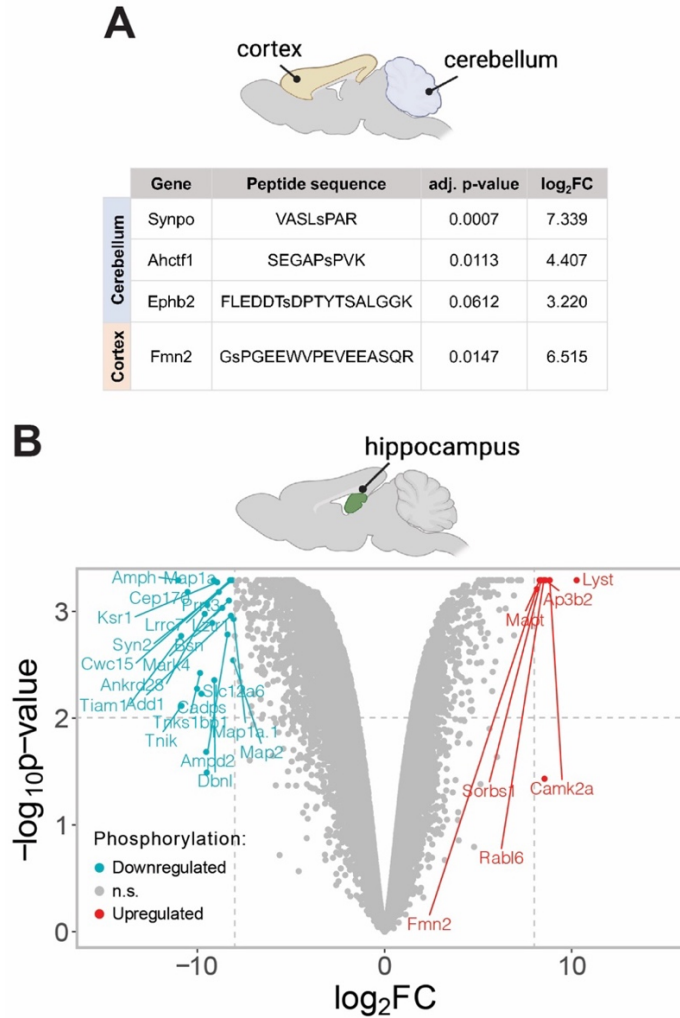 A
cortex
cerebellum
Gene Peptide sequence adj. p-value log2FC
Cerebellum
Synpo VASLsPAR 0.0007 7.339
Ahctf1 SEGAPsPVK 0.0113 4.407
Ephb2 FLEDDTsDPTYTSALGGK 0.0612 3.220
Cortex
Fmn2 GsPGEEWVPEVEEASQR 0.0147 6.515
B
hippocampus
Amph Map1a
Lyst
Ap3b2
Ksr1
Mapt
Syn2
Bsn
Cwc15
Mark4
Ankrd28
Slc12a6
Tiam1 Add1
Cadps
Tnks1bp1
Map1a.1
Tnik
Map2
Ampd2
Dbnl
Sorbs1
Camk2a
Rabl6
Fmn2
3
2
1
0
-log10p-value
Phosphorylation:
Downregulated
n.s.
Upregulated
−10 0 10
log2FC